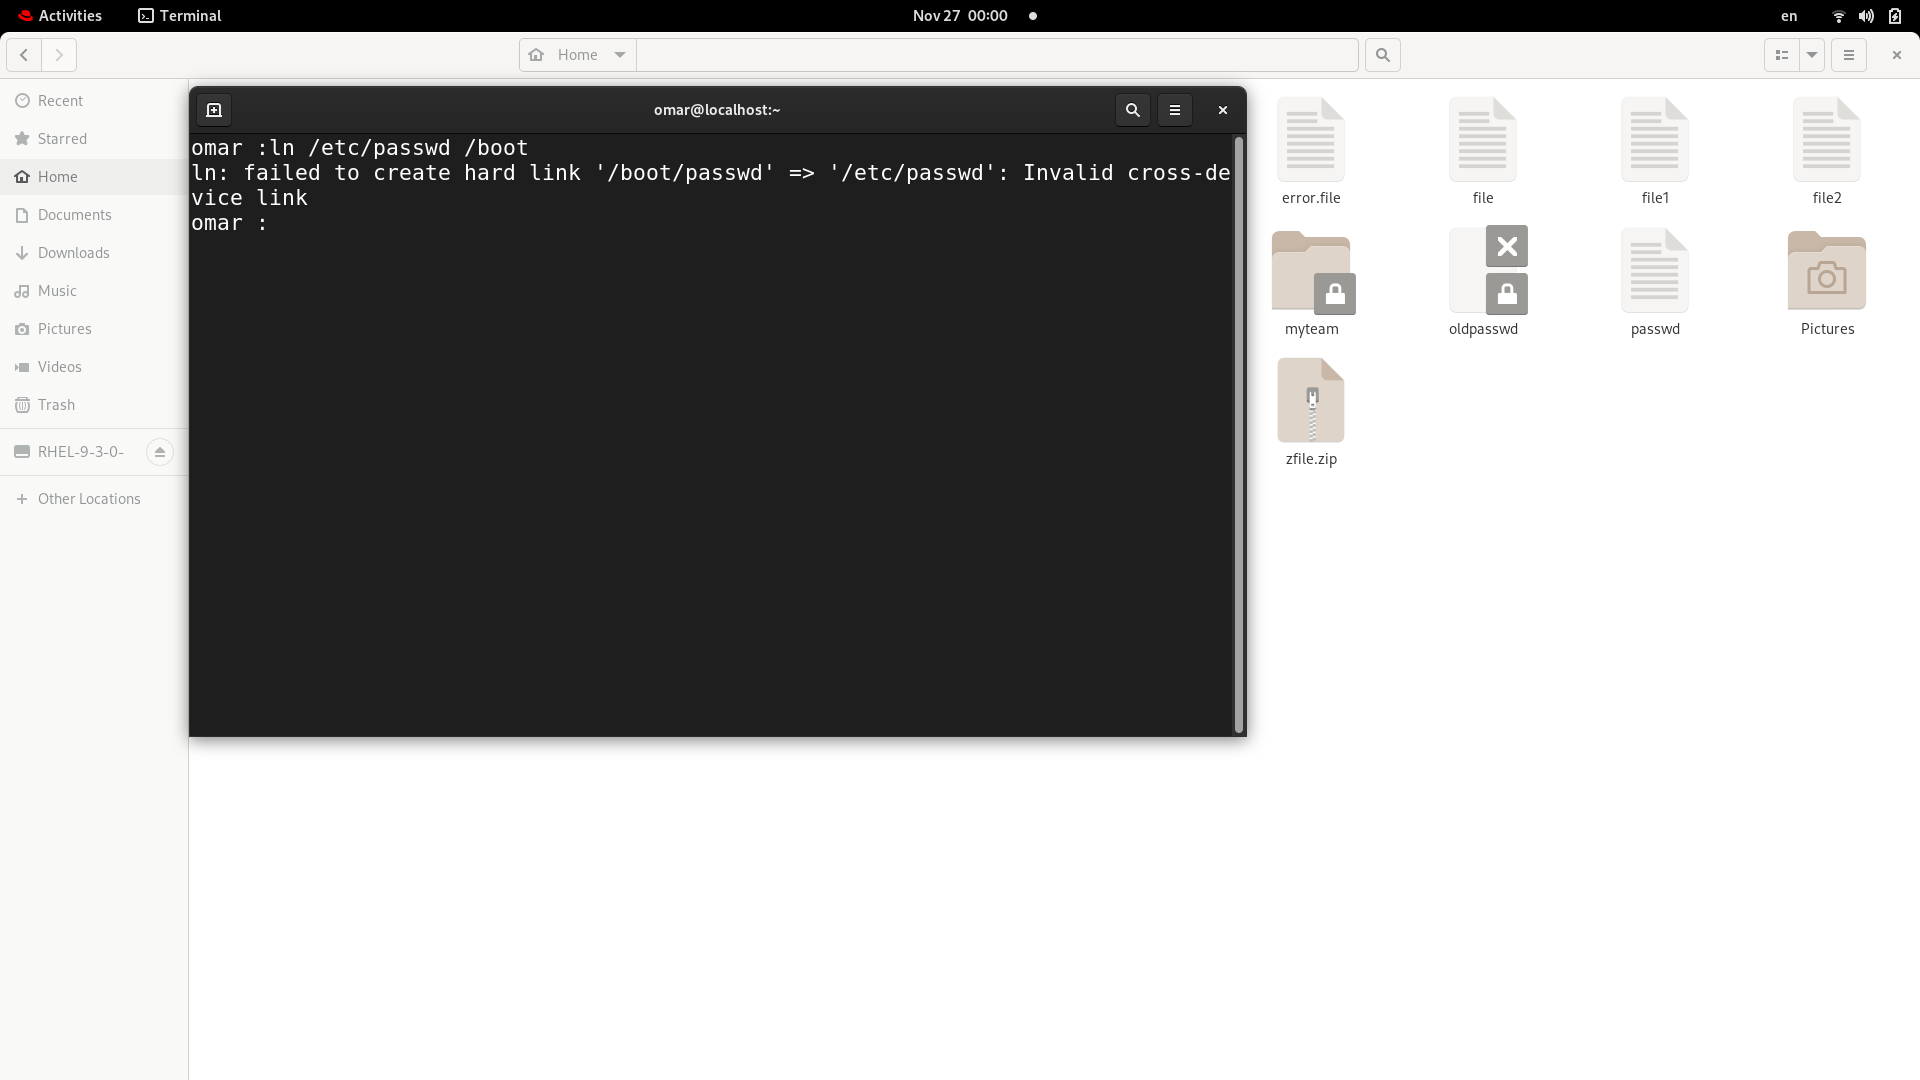 Activities
Terminal
Nov 27 00:00
en
Home
Recent
Starred
Home
Documents
Downloads
Music
Pictures
Videos
Trash
RHEL-9-3-0-
Other Locations
omar@localhost:~
omar :ln /etc/passwd /boot
ln: failed to create hard link '/boot/passwd' => '/etc/passwd': Invalid cross-de
vice link
omar :
error.file
file
file1
file2
myteam
oldpasswd
passwd
Pictures
zfile.zip